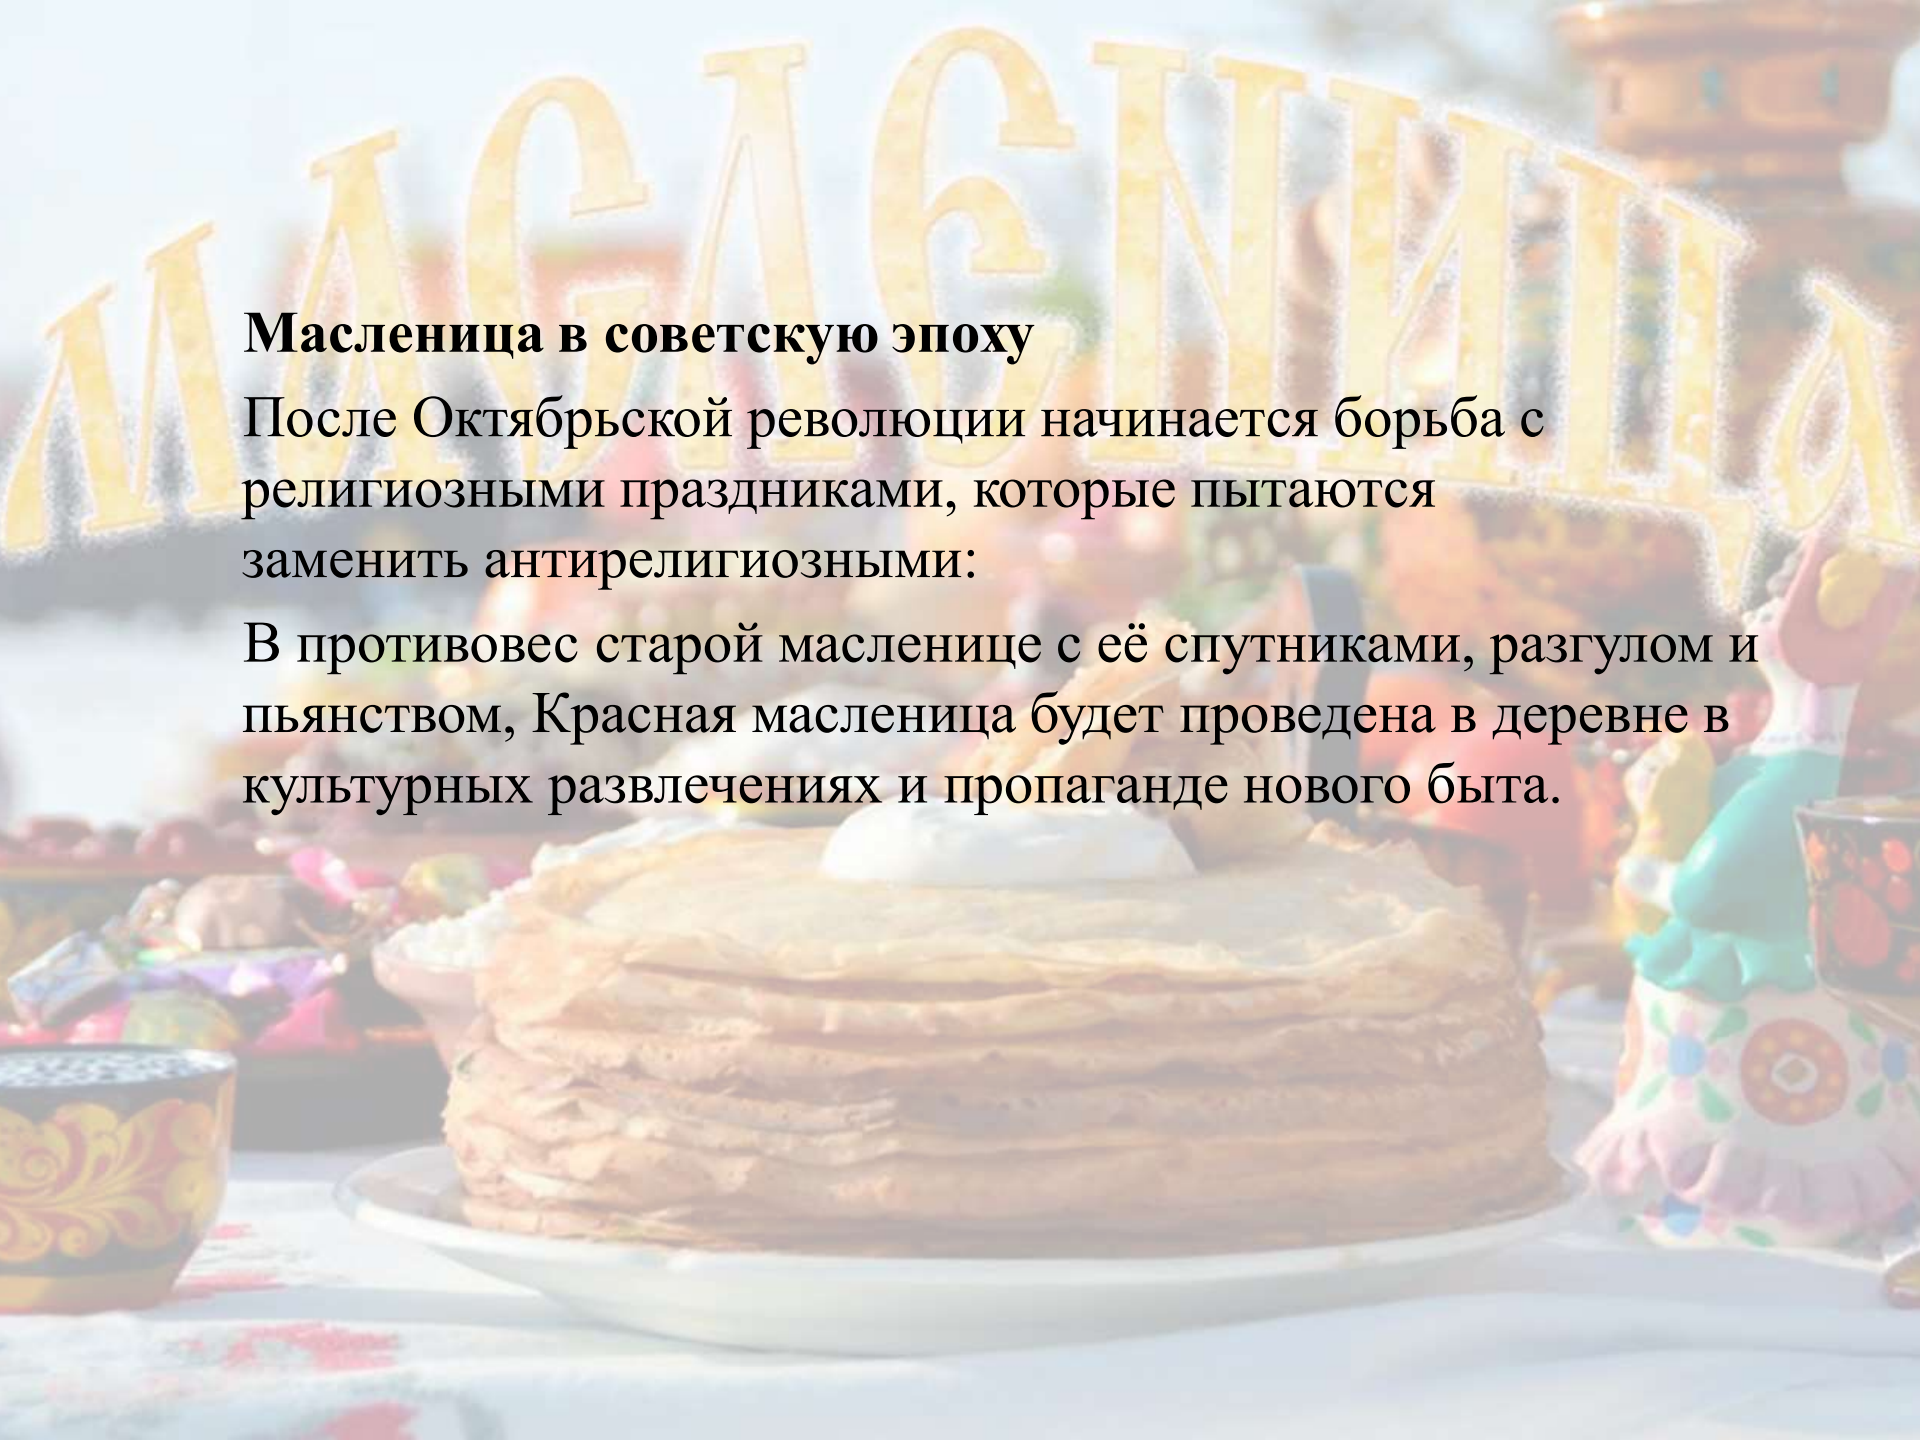 МАСЛЕНИЦА
Масленица в советскую эпоху
После Октябрьской революции начинается борьба с
религиозными праздниками, которые пытаются
заменить антирелигиозными:
В противовес старой масленице с её спутниками, разгулом и
пьянством, Красная масленица будет проведена в деревне в
культурных развлечениях и пропаганде нового быта.